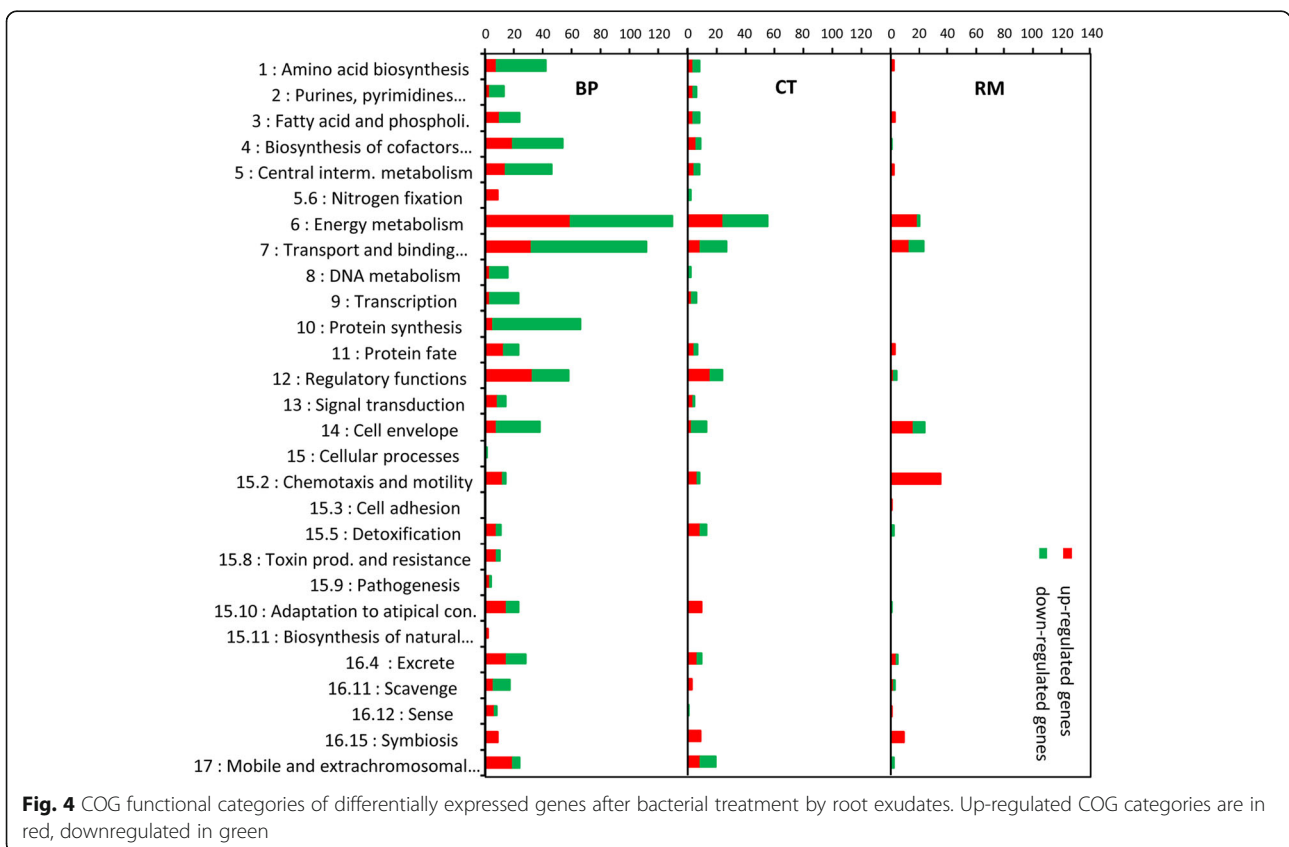 0 20 40 60 80 100 120 0 20 40 60 80 100 120 0 20 40 60 80 100 120 140
BP CT RM
1 : Amino acid biosynthesis
2 : Purines, pyrimidines...
3 : Fatty acid and phospholi.
4 : Biosynthesis of cofactors...
5 : Central interm. metabolism
5.6 : Nitrogen fixation
6 : Energy metabolism
7 : Transport and binding...
8 : DNA metabolism
9 : Transcription
10 : Protein synthesis
11 : Protein fate
12 : Regulatory functions
13 : Signal transduction
14 : Cell envelope
15 : Cellular processes
15.2 : Chemotaxis and motility
15.3 : Cell adhesion
15.5 : Detoxification
15.8 : Toxin prod. and resistance
15.9 : Pathogenesis
15.10 : Adaptation to atipical con.
15.11 : Biosynthesis of natural...
16.4 : Excrete
16.11 : Scavenge
16.12 : Sense
16.15 : Symbiosis
17 : Mobile and extrachromosomal...
up-regulated genes
down-regulated genes
Fig. 4 COG functional categories of differentially expressed genes after bacterial treatment by root exudates. Up-regulated COG categories are in
red, downregulated in green